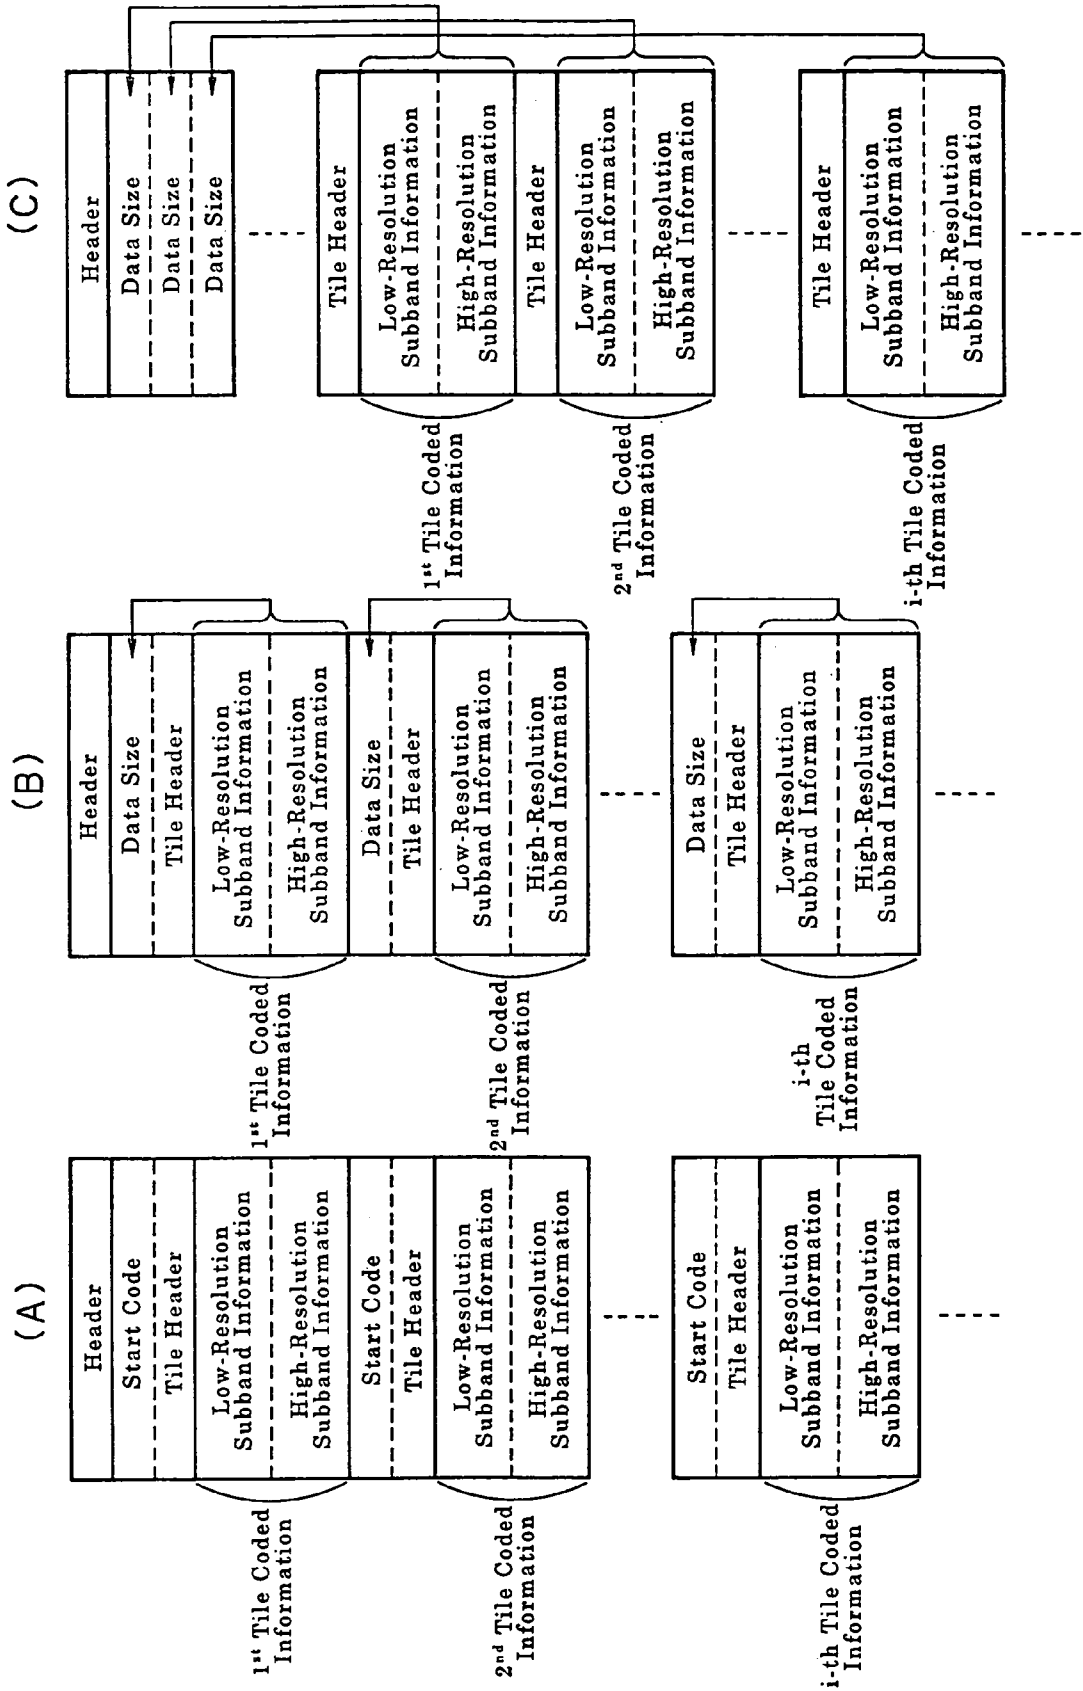 (A)
Header
Start Code
Tile Header
Low-Resolution
Subband Information
High-Resolution
Subband Information
Start Code
Tile Header
Low-Resolution
Subband Information
High-Resolution
Subband Information
Start Code
Tile Header
Low-Resolution
Subband Information
High-Resolution
Subband Information
1st Tile Coded
Information
2nd Tile Coded
Information
i-th Tile Coded
Information
(B)
Header
Data Size
Tile Header
Low-Resolution
Subband Information
High-Resolution
Subband Information
Data Size
Tile Header
Low-Resolution
Subband Information
High-Resolution
Subband Information
Data Size
Tile Header
Low-Resolution
Subband Information
High-Resolution
Subband Information
1st Tile Coded
Information
2nd Tile Coded
Information
i-th
Tile Coded
Information
(C)
Header
Data Size
Data Size
Data Size
Tile Header
Low-Resolution
Subband Information
High-Resolution
Subband Information
Tile Header
Low-Resolution
Subband Information
High-Resolution
Subband Information
Tile Header
Low-Resolution
Subband Information
High-Resolution
Subband Information
1st Tile Coded
Information
2nd Tile Coded
Information
i-th Tile Coded
Information